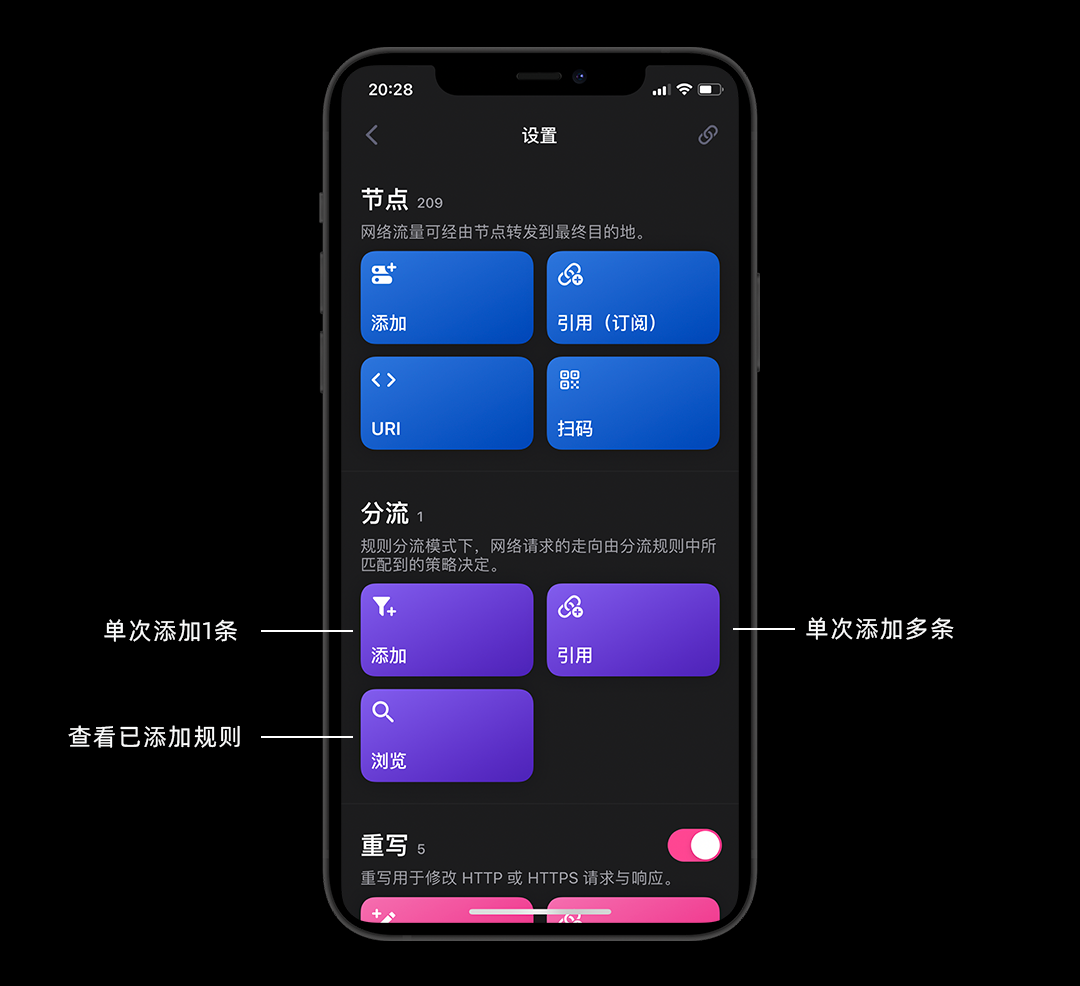 20:28
设置
节点 209
网络流量可经由节点转发到最终目的地。
添加
引用（订阅）
URI
扫码
分流 1
规则分流模式下，网络请求的走向由分流规则中所
匹配到的策略决定。
单次添加1条
添加
引用
单次添加多条
查看已添加规则
浏览
重写 5
重写用于修改 HTTP 或 HTTPS 请求与响应。